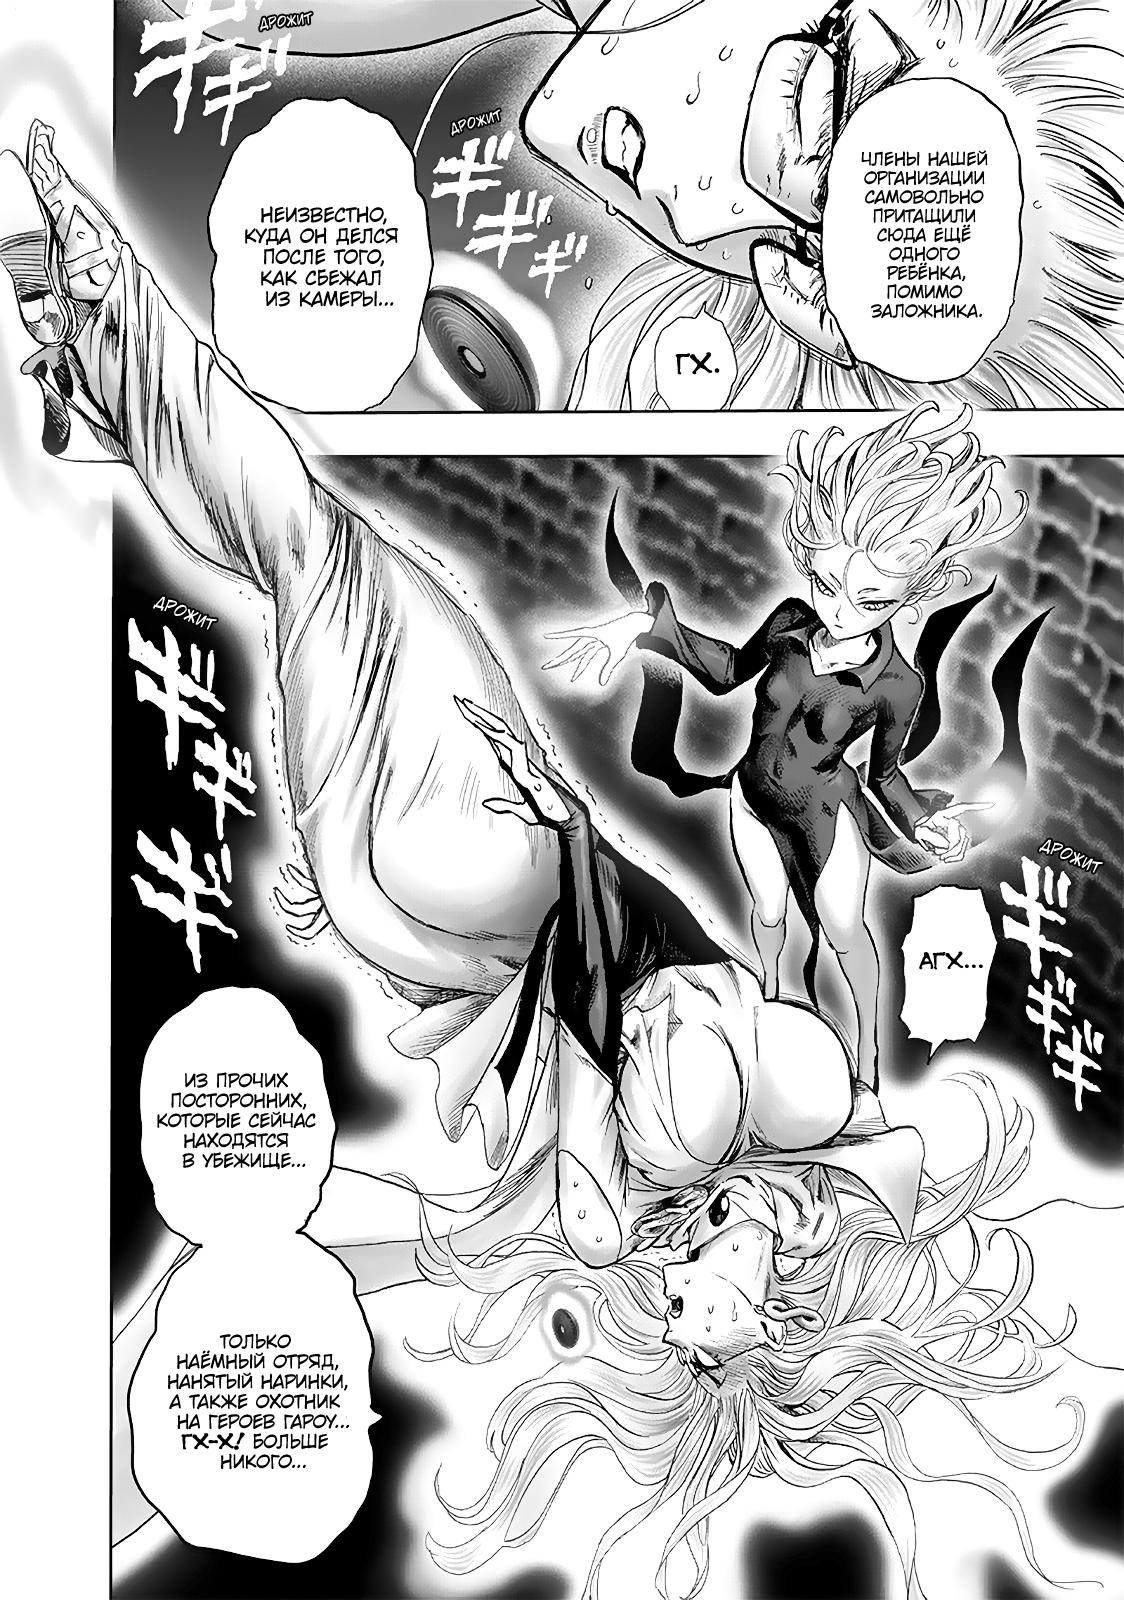 ДРОЖИТ
ギギギ
ДРОЖИТ
ギギギ
ЧЛЕНЫ НАШЕЙ
ОРГАНИЗАЦИИ
САМОВОЛЬНО
ПРИТАЩИЛИ
СЮДА ЕЩЁ
ОДНОГО
РЕБЁНКА,
ПОМИМО
ЗАЛОЖНИКА.
НЕИЗВЕСТНО,
КУДА ОН ДЕЛСЯ
ПОСЛЕ ТОГО,
КАК СБЕЖАЛ
ИЗ КАМЕРЫ...
ГХ.
ДРОЖИТ
ギギギギ
ДРОЖИТ
ギギギ
АГХ...
ИЗ ПРОЧИХ
ПОСТОРОННИХ,
КОТОРЫЕ СЕЙЧАС
НАХОДЯТСЯ
В УБЕЖИЩЕ...
ТОЛЬКО
НАЁМНЫЙ ОТРЯД,
НАНЯТЫЙ НАРИНКИ,
А ТАКЖЕ ОХОТНИК
НА ГЕРОЕВ ГАРОУ...
ГХ-Х! БОЛЬШЕ
НИКОГО...